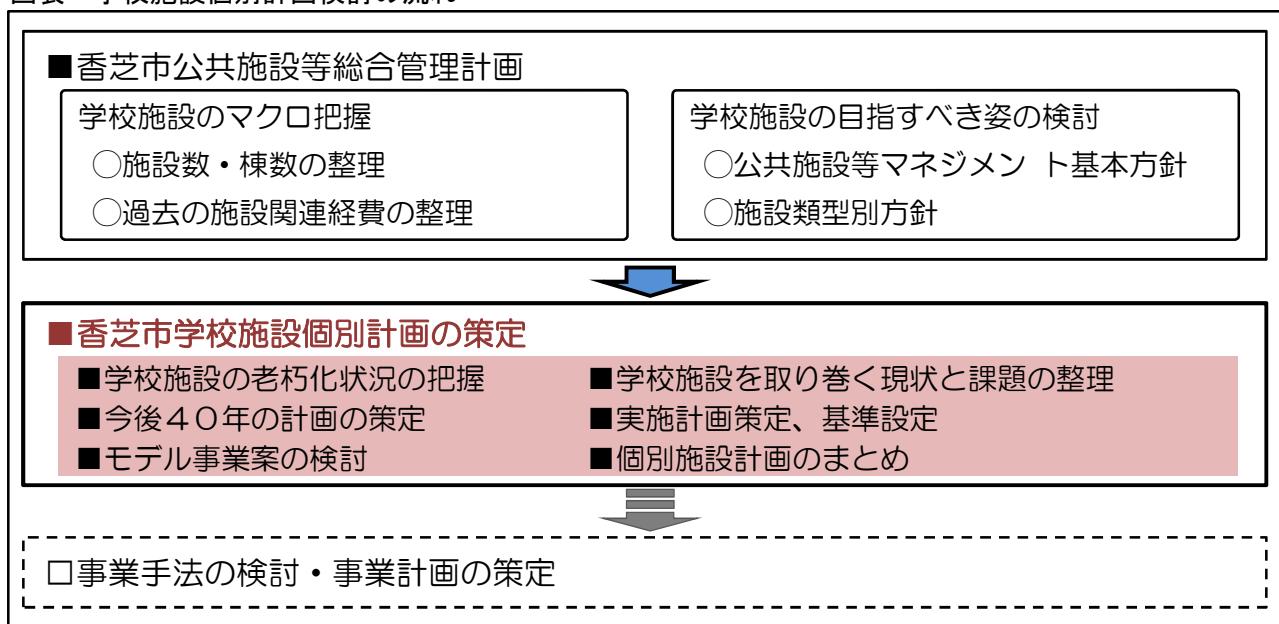 ■香芝市公共施設等総合管理計画
学校施設のマクロ把握
○施設数・棟数の整理
○過去の施設関連経費の整理
学校施設の目指すべき姿の検討
○公共施設等マネジメン ト基本方針
○施設類型別方針
■香芝市学校施設個別計画の策定
■学校施設の老朽化状況の把握
■今後40年の計画の策定
■モデル事業案の検討
■学校施設を取り巻く現状と課題の整理
■実施計画策定、基準設定
■個別施設計画のまとめ
□事業手法の検討・事業計画の策定